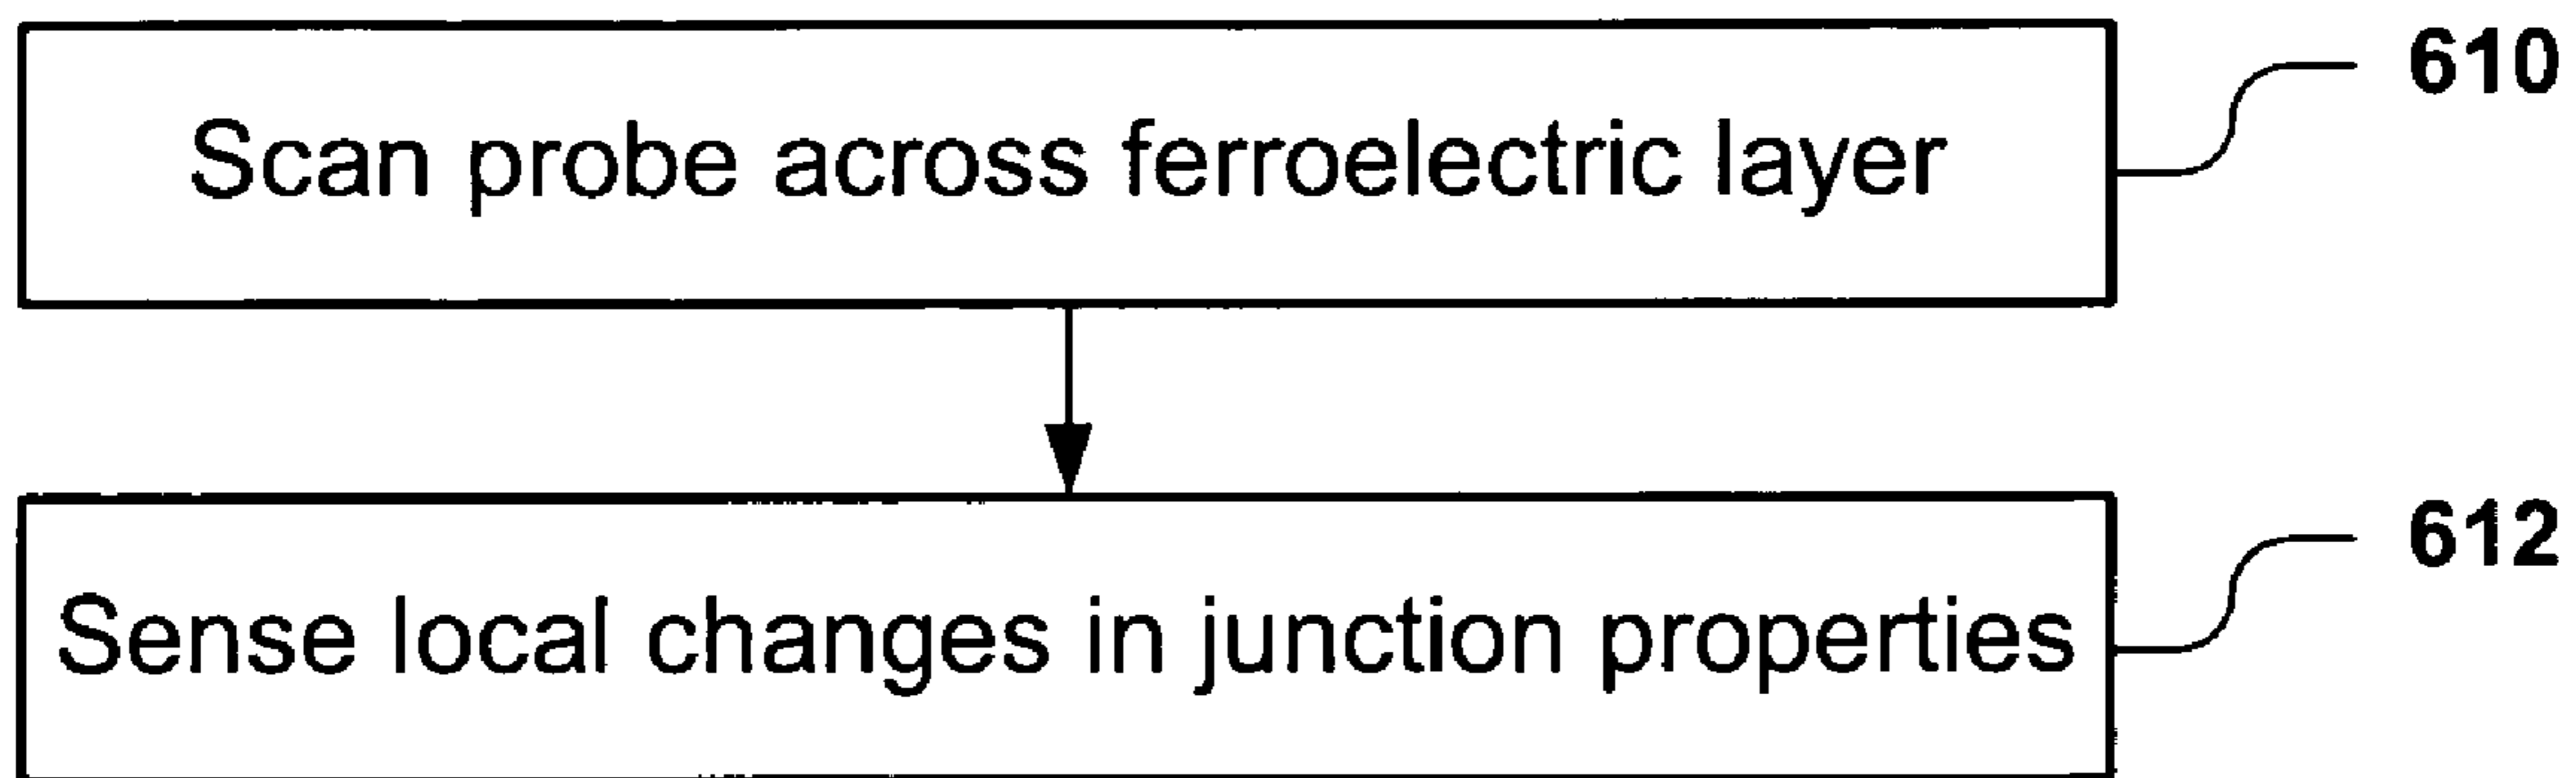 Scan probe across ferroelectric layer
610
Sense local changes in junction properties
612